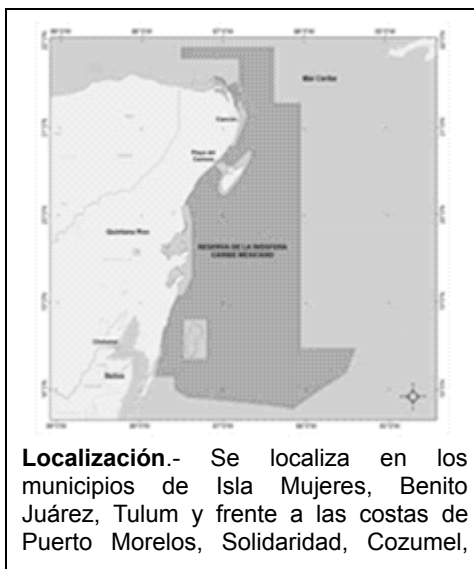 Mar Caribe
Cancún
Playa del
Carmen
Quintana Roo
RESERVA DE LA BIOSFERA
CARIBE MEXICANO
Chetumal
Belice
Localización.- Se localiza en los
municipios de Isla Mujeres, Benito
Juárez, Tulum y frente a las costas de
Puerto Morelos, Solidaridad, Cozumel,